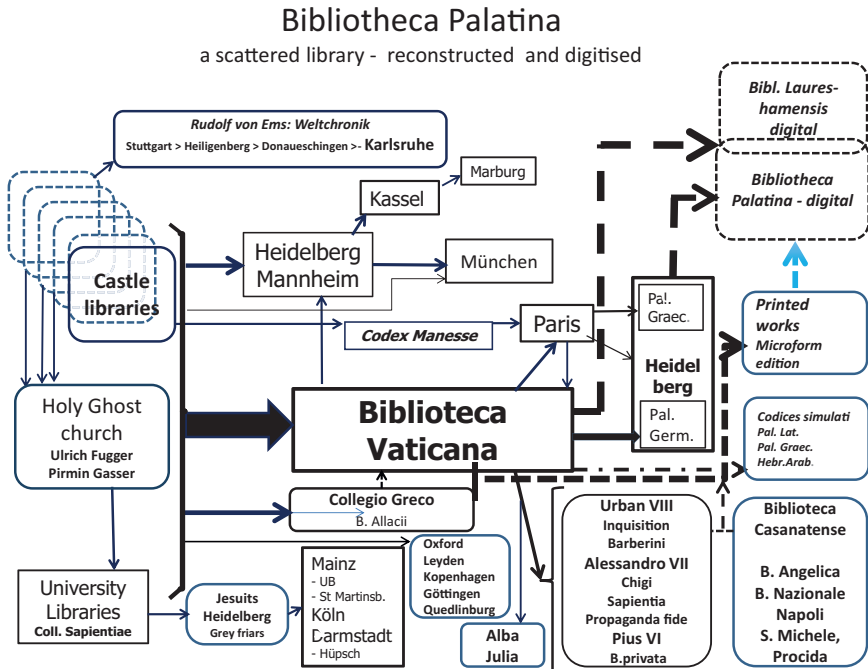 Bibliotheca Palatina
a scattered library - reconstructed and digitised
Rudolf von Ems: Weltchronik
Stuttgart > Heiligenberg > Donaueschingen >- Karlsruhe
Bibl. Laures-
hamensis
digital
Bibliotheca
Palatina - digital
Marburg
Kassel
Heidelberg
Mannheim
München
Castle
libraries
Codex Manesse
Paris
Pal.
Graec.
Heidel
berg
Pal.
Germ.
Printed
works
Microform
edition
Holy Ghost
church
Ulrich Fugger
Pirmin Gasser
Biblioteca
Vaticana
Codices simulati
Pal. Lat.
Pal. Graec.
Hebr.Arab.
Collegio Greco
B. Allacii
University
Libraries
Coll. Sapientiae
Jesuits
Heidelberg
Grey friars
Mainz
- UB
- St Martinsb.
Köln
Darmstadt
- Hüpsch
Oxford
Leyden
Kopenhagen
Göttingen
Quedlinburg
Alba
Julia
Urban VIII
Inquisition
Barberini
Alessandro VII
Chigi
Sapientia
Propaganda fide
Pius VI
B.privata
Biblioteca
Casanatense
B. Angelica
B. Nazionale
Napoli
S. Michele,
Procida